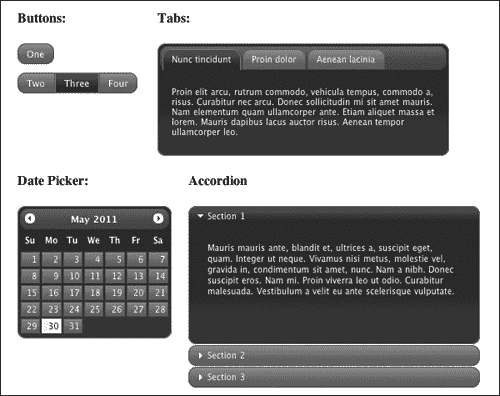 Buttons:
One
Two Three Four
Tabs:
Nunc tincidunt Proin dolor Aenean lacinia
Proin elit arcu, rutrum commodo, vehicula tempus, commodo a,
risus. Curabitur nec arcu. Donec sollicitudin mi sit amet mauris.
Nam elementum quam ullamcorper ante. Etiam aliquet massa et
lorem. Mauris dapibus lacus auctor risus. Aenean tempor
ullamcorper leo.
Date Picker:
May 2011
Su Mo Tu We Th Fr Sa
1 2 3 4 5 6 7
8 9 10 11 12 13 14
15 16 17 18 19 20 21
22 23 24 25 26 27 28
29 30 31
Accordion
Section 1
Mauris mauris ante, blandit et, ultrices a, suscipit eget,
quam. Integer ut neque. Vivamus nisi metus, molestie vel,
gravida in, condimentum sit amet, nunc. Nam a nibh. Donec
suscipit eros. Nam mi. Proin viverra leo ut odio. Curabitur
malesuada. Vestibulum a velit eu ante scelerisque vulputate.
Section 2
Section 3